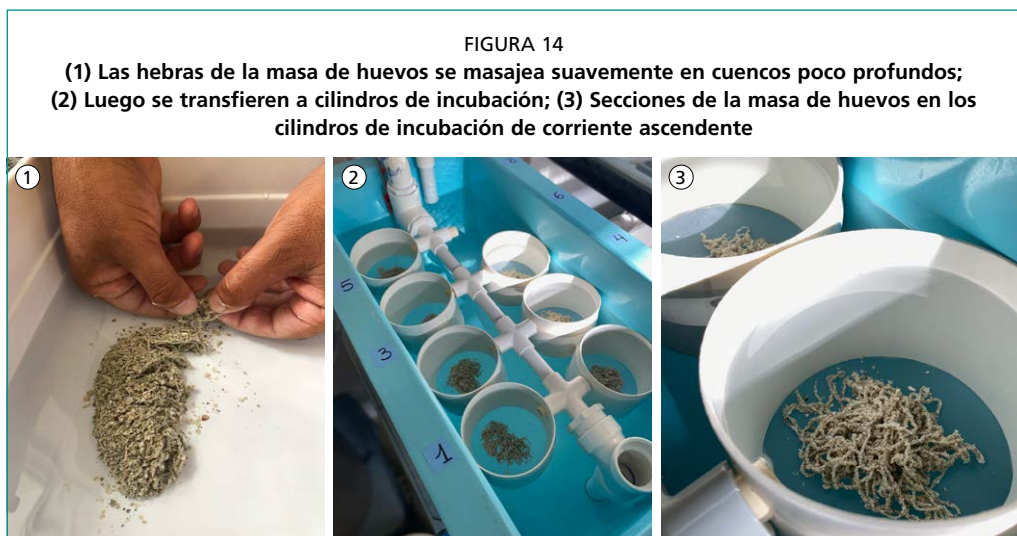 FIGURA 14
(1) Las hebras de la masa de huevos se masajea suavemente en cuencos poco profundos;
(2) Luego se transfieren a cilindros de incubación; (3) Secciones de la masa de huevos en los
cilindros de incubación de corriente ascendente
1
2
3
6
4
5
3
1